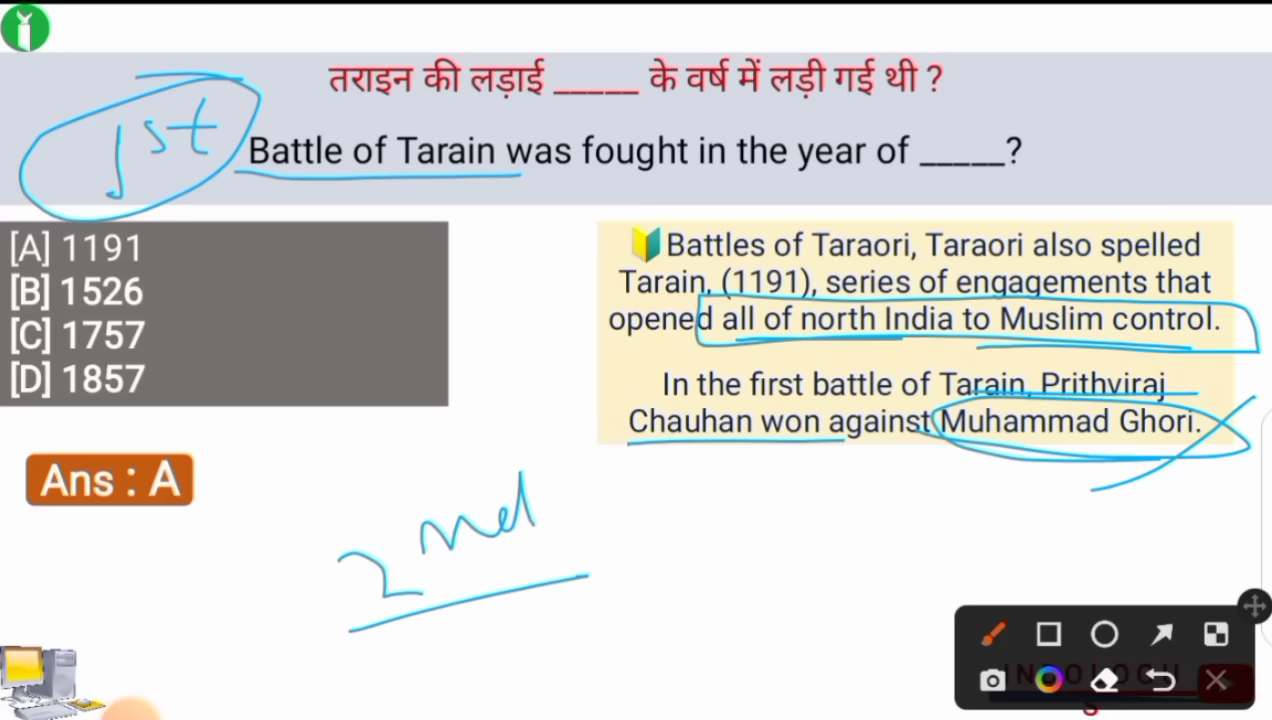 तराइन की लड़ाई _____ के वर्ष में लड़ी गई थी ?
1st
Battle of Tarain was fought in the year of _____?
[A] 1191
[B] 1526
[C] 1757
[D] 1857
Battles of Taraori, Taraori also spelled
Tarain, (1191), series of engagements that
opened all of north India to Muslim control.
In the first battle of Tarain, Prithviraj
Chauhan won against Muhammad Ghori.
Ans : A
2nd